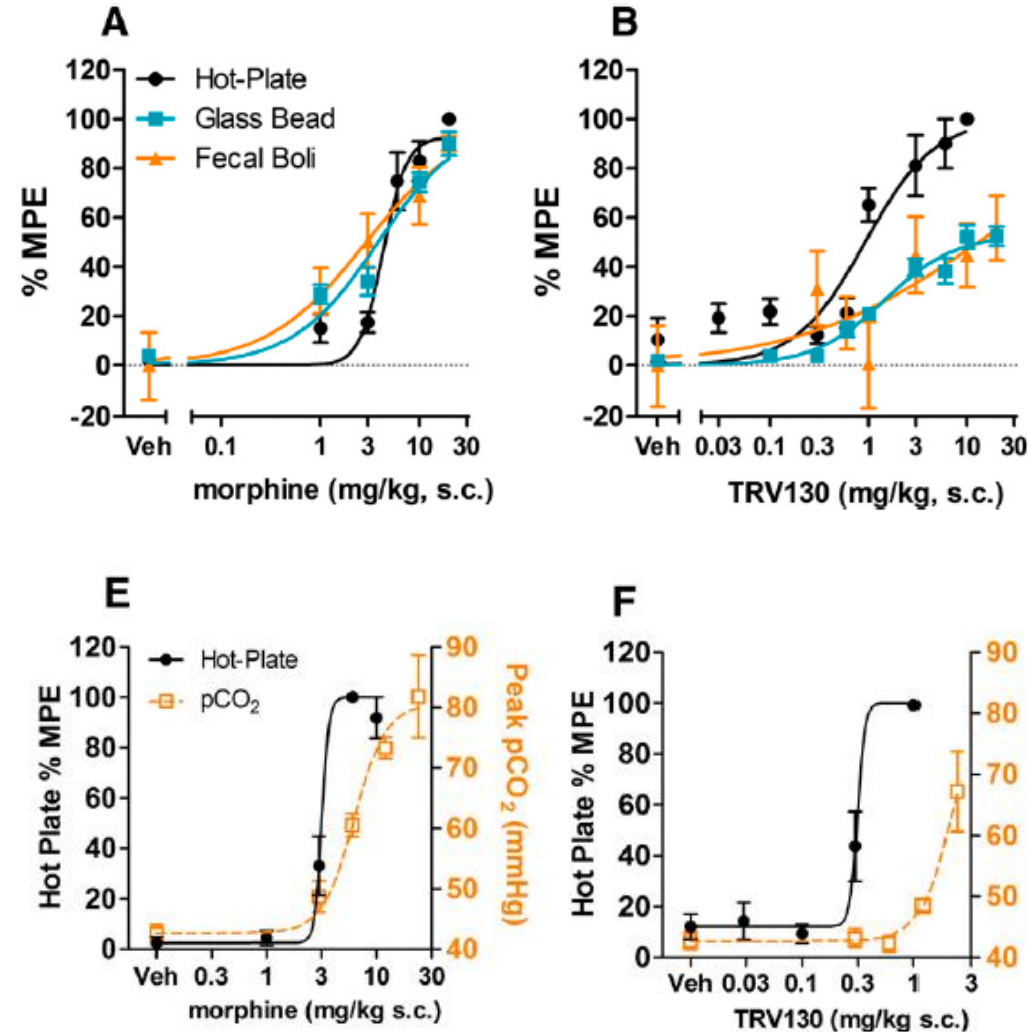 A
120
100
80
60
40
20
0
-20
% MPE
Hot-Plate
Glass Bead
Fecal Boli
Veh 0.1 1 3 10 30
morphine (mg/kg, s.c.)
B
120
100
80
60
40
20
0
-20
% MPE
Veh 0.03 0.1 0.3 1 3 10 30
TRV130 (mg/kg, s.c.)
E
120
100
80
60
40
20
0
Hot Plate % MPE
Hot-Plate
pCO₂
90
80
70
60
50
40
Peak pCO₂ (mmHg)
Veh 0.3 1 3 10 30
morphine (mg/kg s.c.)
F
120
100
80
60
40
20
0
Hot Plate % MPE
90
80
70
60
50
40
Veh 0.03 0.1 0.3 1 3
TRV130 (mg/kg s.c.)